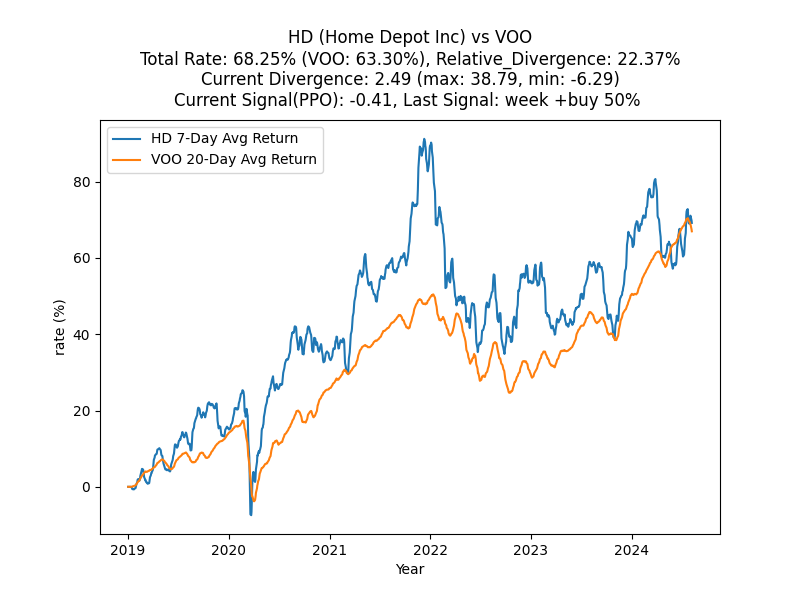 HD (Home Depot Inc) vs VOO
Total Rate: 68.25% (VOO: 63.30%), Relative_Divergence: 22.37%
Current Divergence: 2.49 (max: 38.79, min: -6.29)
Current Signal(PPO): -0.41, Last Signal: week +buy 50%
HD 7-Day Avg Return
VOO 20-Day Avg Return
80
60
40
20
0
rate (%)
2019 2020 2021 2022 2023 2024
Year